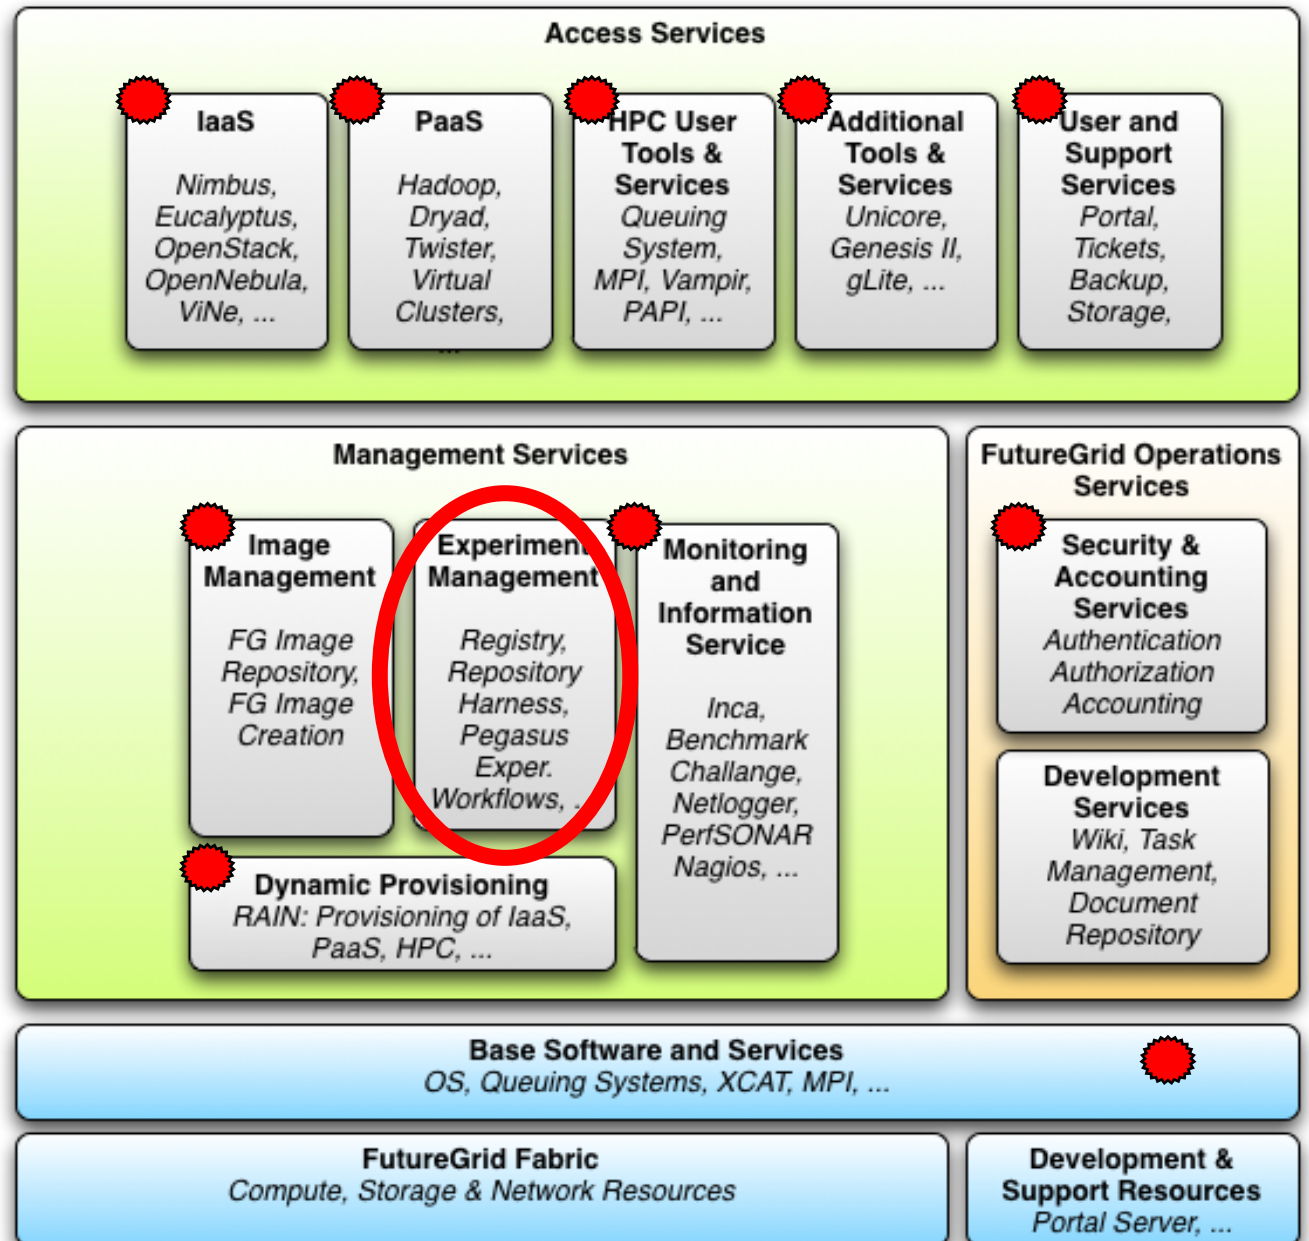 Access Services
IaaS
Nimbus,
Eucalyptus,
OpenStack,
OpenNebula,
ViNe, ...
PaaS
Hadoop,
Dryad,
Twister,
Virtual
Clusters,
...
HPC User
Tools &
Services
Queuing
System,
MPI, Vampir,
PAPI, ...
Additional
Tools &
Services
Unicore,
Genesis II,
gLite, ...
User and
Support
Services
Portal,
Tickets,
Backup,
Storage,
Management Services
Image
Management
FG Image
Repository,
FG Image
Creation
Experiment
Management
Registry,
Repository
Harness,
Pegasus
Exper.
Workflows, .
Monitoring
and
Information
Service
Inca,
Benchmark
Challange,
Netlogger,
PerfSONAR
Nagios, ...
Dynamic Provisioning
RAIN: Provisioning of IaaS,
PaaS, HPC, ...
FutureGrid Operations
Services
Security &
Accounting
Services
Authentication
Authorization
Accounting
Development
Services
Wiki, Task
Management,
Document
Repository
Base Software and Services
OS, Queuing Systems, XCAT, MPI, ...
FutureGrid Fabric
Compute, Storage & Network Resources
Development &
Support Resources
Portal Server, ...